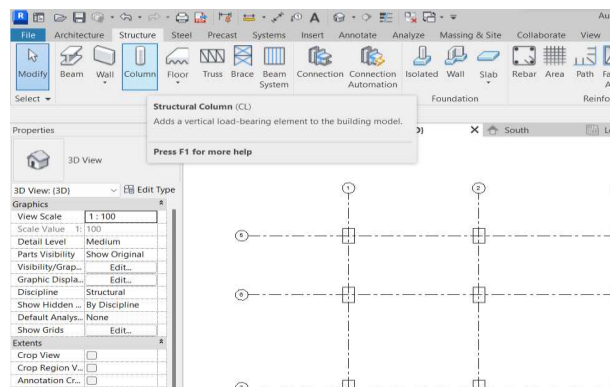 R
A
Au
File Architecture Structure Steel Precast Systems Insert Annotate Analyze Massing & Site Collaborate View
Modify Beam Wall Column Floor Truss Brace Beam System Connection Connection Automation Isolated Wall Slab Rebar Area Path Fa
A
Select Foundation Reinfo
Structural Column (CL)
Adds a vertical load-bearing element to the building model.
Press F1 for more help
Properties
D)
South
L
3D View
3D View: {3D}
Edit Type
Graphics
View Scale 1 : 100
Scale Value 1: 100
Detail Level Medium
Parts Visibility Show Original
Visibility/Grap... Edit...
Graphic Displa... Edit...
Discipline Structural
Show Hidden ... By Discipline
Default Analys... None
Show Grids Edit...
Extents
Crop View
Crop Region V...
Annotation Cr...
1
2